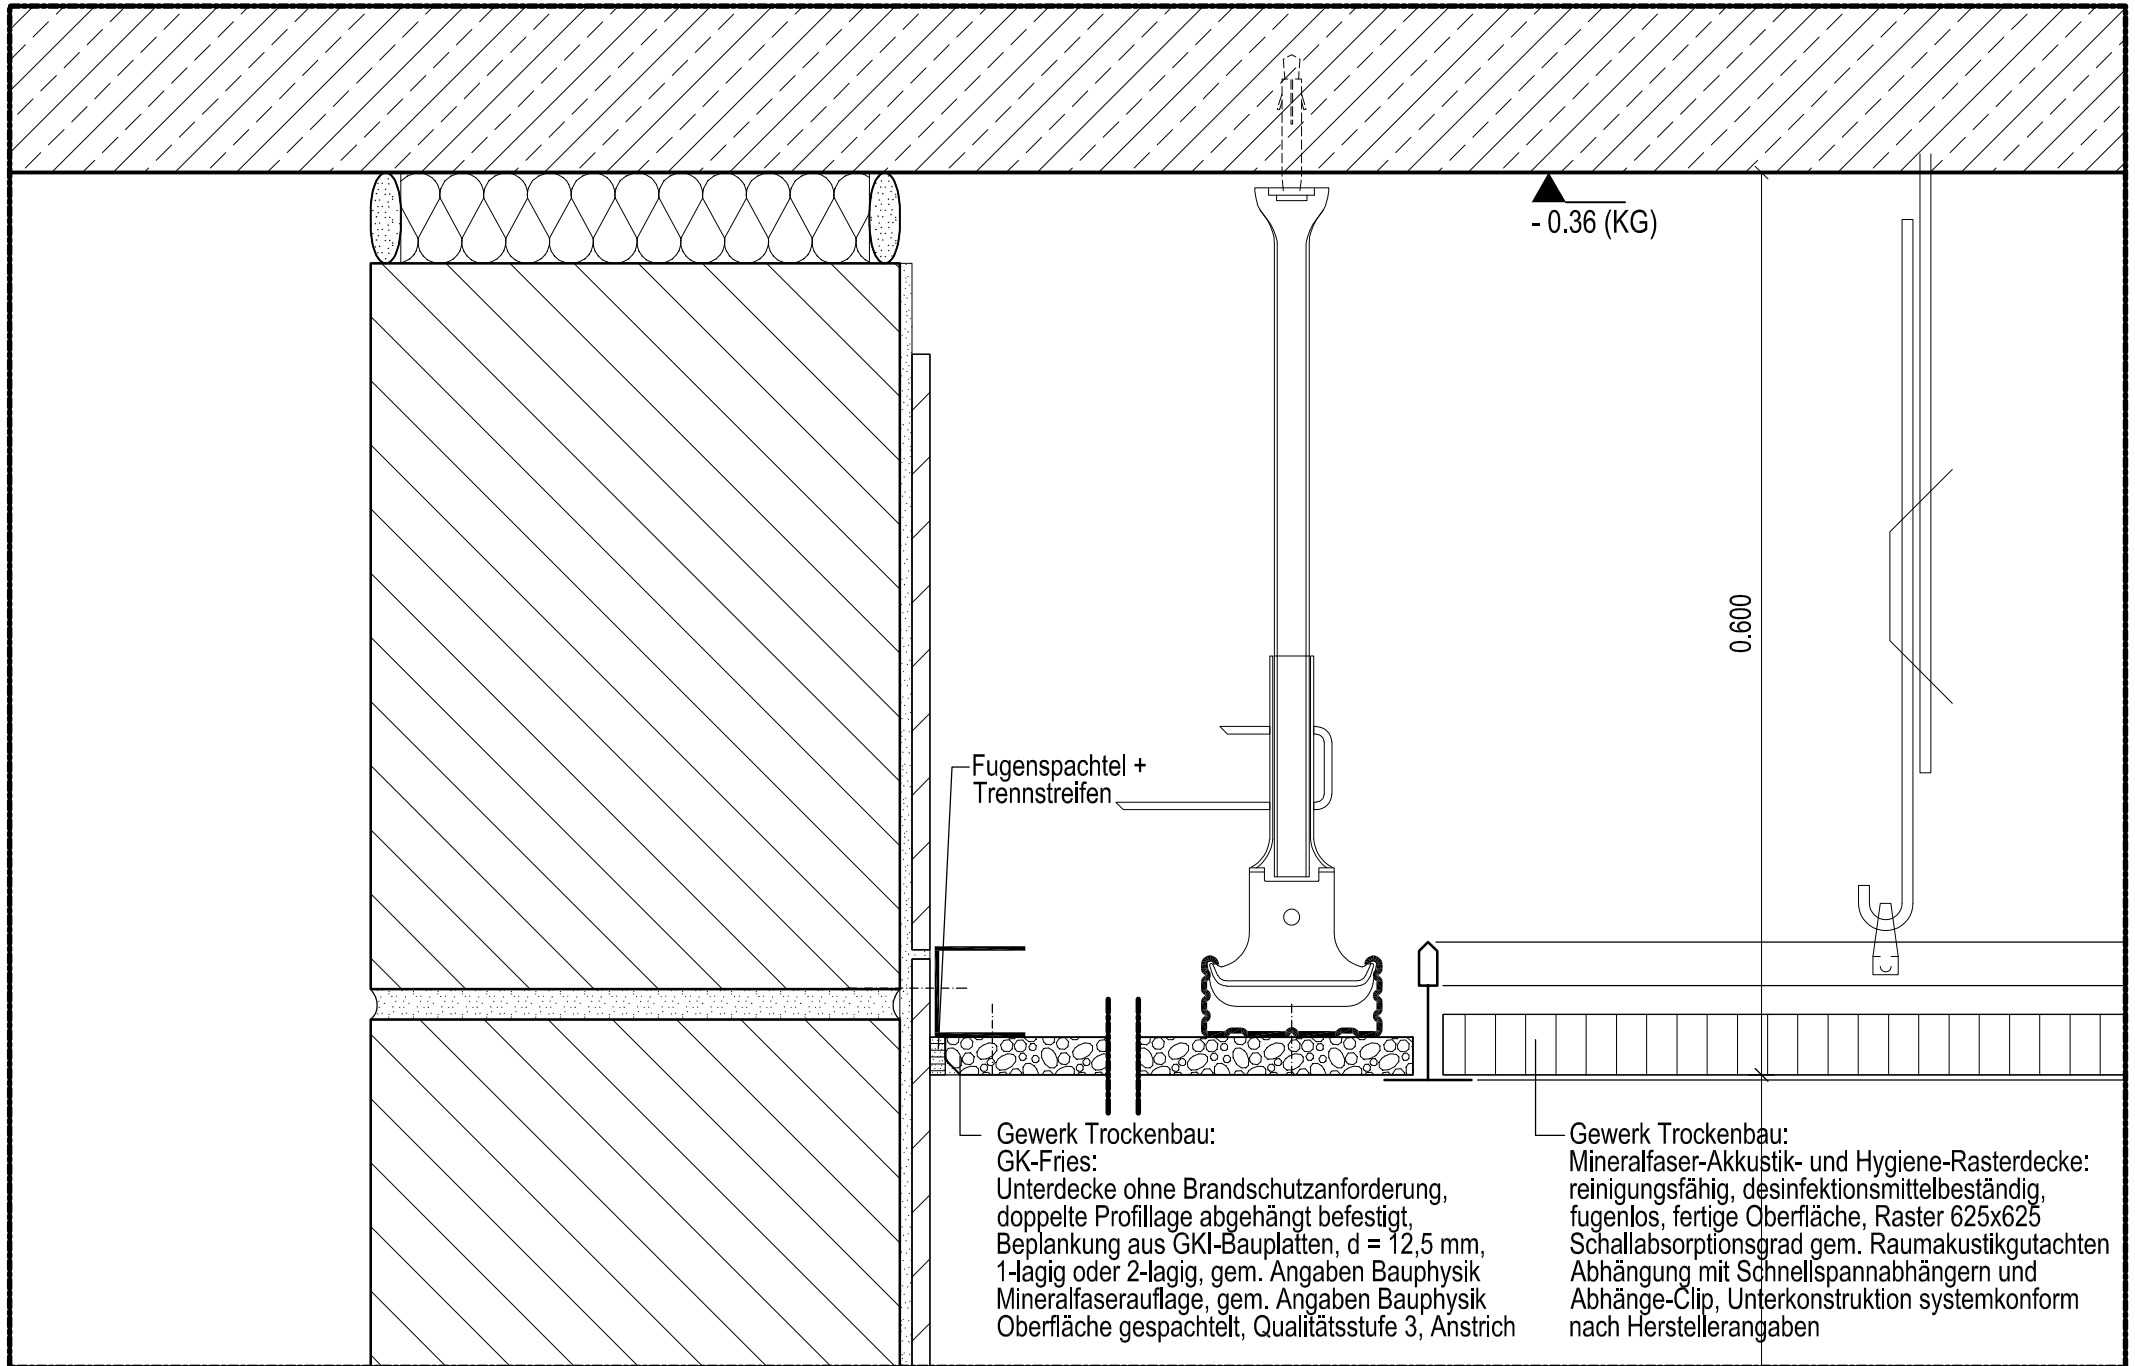 - 0.36 (KG)
0.600
Fugenspachtel +
Trennstreifen
Gewerk Trockenbau:
GK-Fries:
Unterdecke ohne Brandschutzanforderung,
doppelte Profillage abgehängt befestigt,
Beplankung aus GKI-Bauplatten, d = 12,5 mm,
1-lagig oder 2-lagig, gem. Angaben Bauphysik
Mineralfaserauflage, gem. Angaben Bauphysik
Oberfläche gespachtelt, Qualitätsstufe 3, Anstrich
Gewerk Trockenbau:
Mineralfaser-Akkustik- und Hygiene-Rasterdecke:
reinigungsfähig, desinfektionsmittelbeständig,
fugenlos, fertige Oberfläche, Raster 625x625
Schallabsorptionsgrad gem. Raumakustikgutachten
Abhängung mit Schnellspannabhängern und
Abhänge-Clip, Unterkonstruktion systemkonform
nach Herstellerangaben